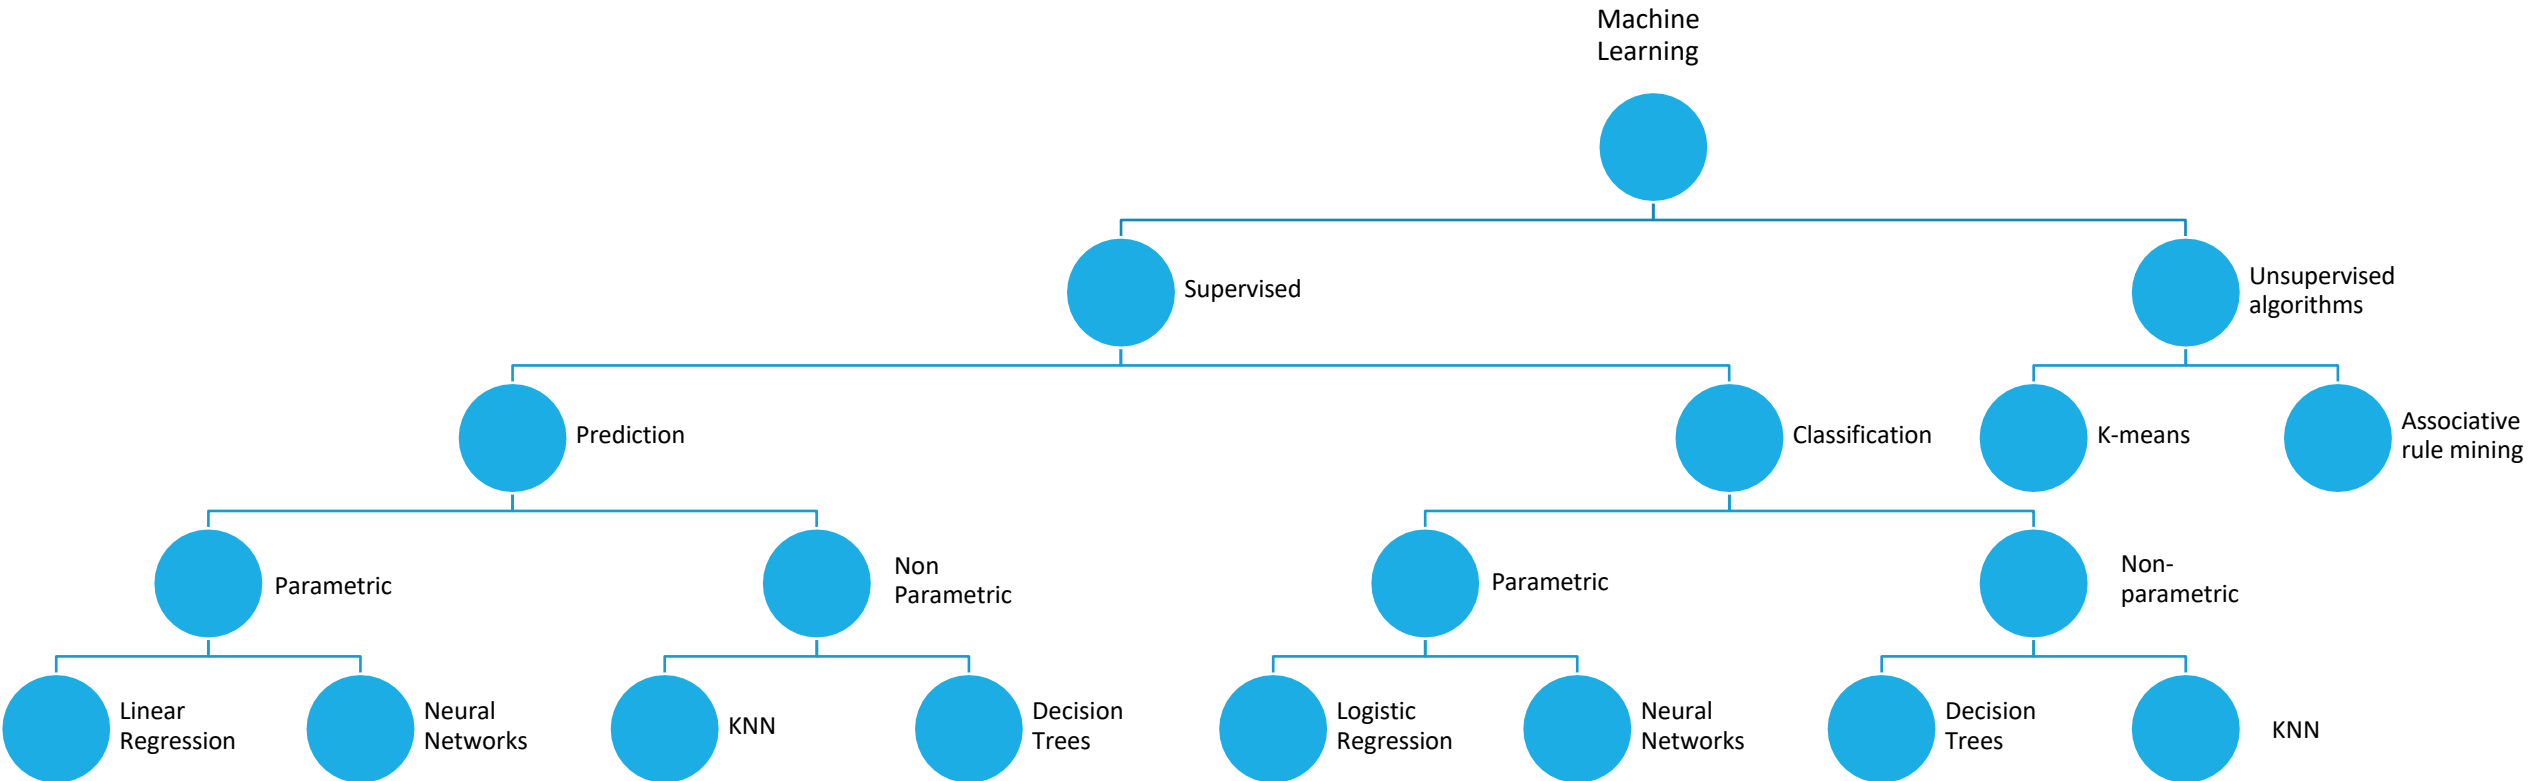 Machine
Learning
Supervised
Unsupervised
algorithms
Prediction
Classification
K-means
Associative
rule mining
Parametric
Non
Parametric
Parametric
Non-
parametric
Linear
Regression
Neural
Networks
KNN
Decision
Trees
Logistic
Regression
Neural
Networks
Decision
Trees
KNN